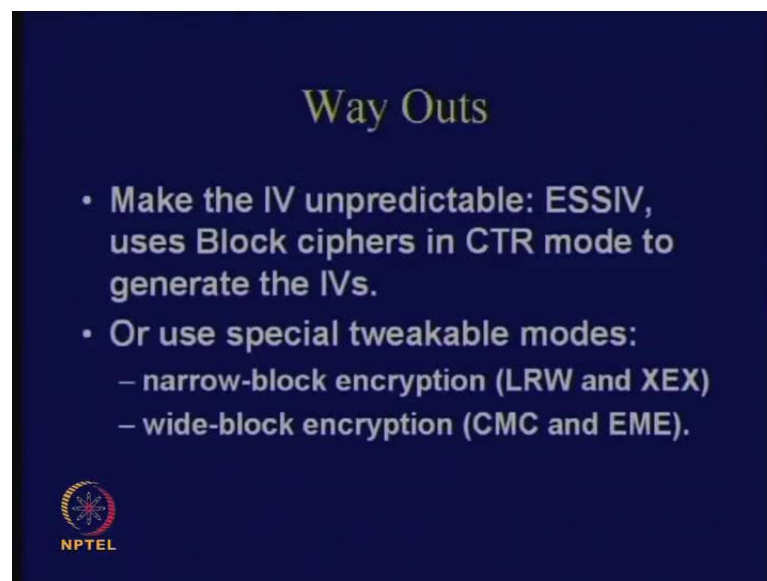 Way Outs
• Make the IV unpredictable: ESSIV,
uses Block ciphers in CTR mode to
generate the IVs.
• Or use special tweakable modes:
– narrow-block encryption (LRW and XEX)
– wide-block encryption (CMC and EME).
NPTEL